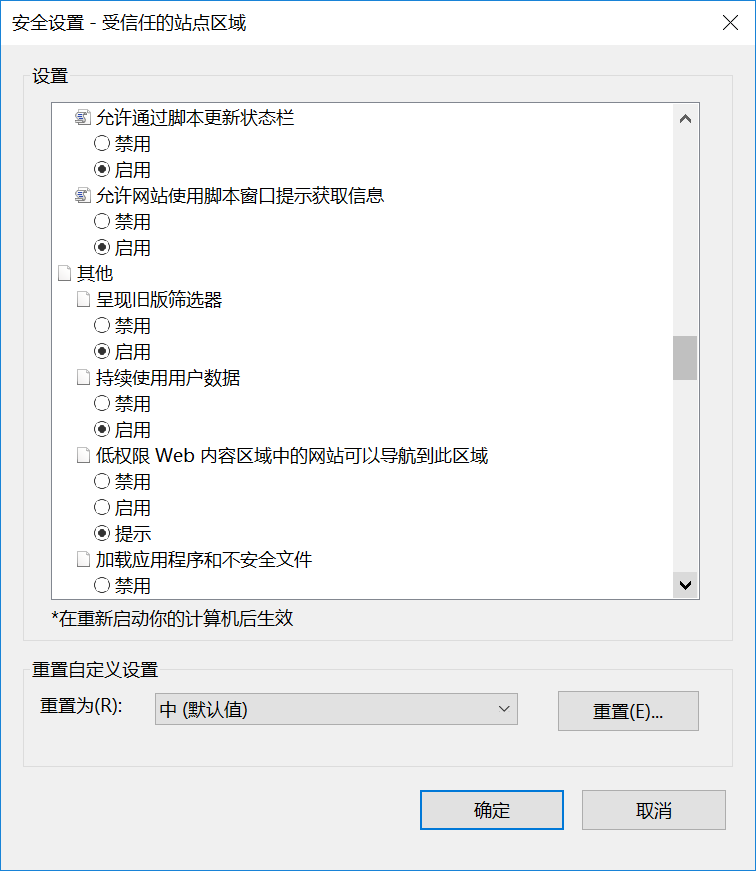 安全设置 - 受信任的站点区域
设置
允许通过脚本更新状态栏
禁用
启用
允许网站使用脚本窗口提示获取信息
禁用
启用
其他
呈现旧版筛选器
禁用
启用
持续使用用户数据
禁用
启用
低权限 Web 内容区域中的网站可以导航到此区域
禁用
启用
提示
加载应用程序和不安全文件
禁用
*在重新启动你的计算机后生效
重置自定义设置
重置为(R): 中 (默认值) 重置(E)...
确定 取消